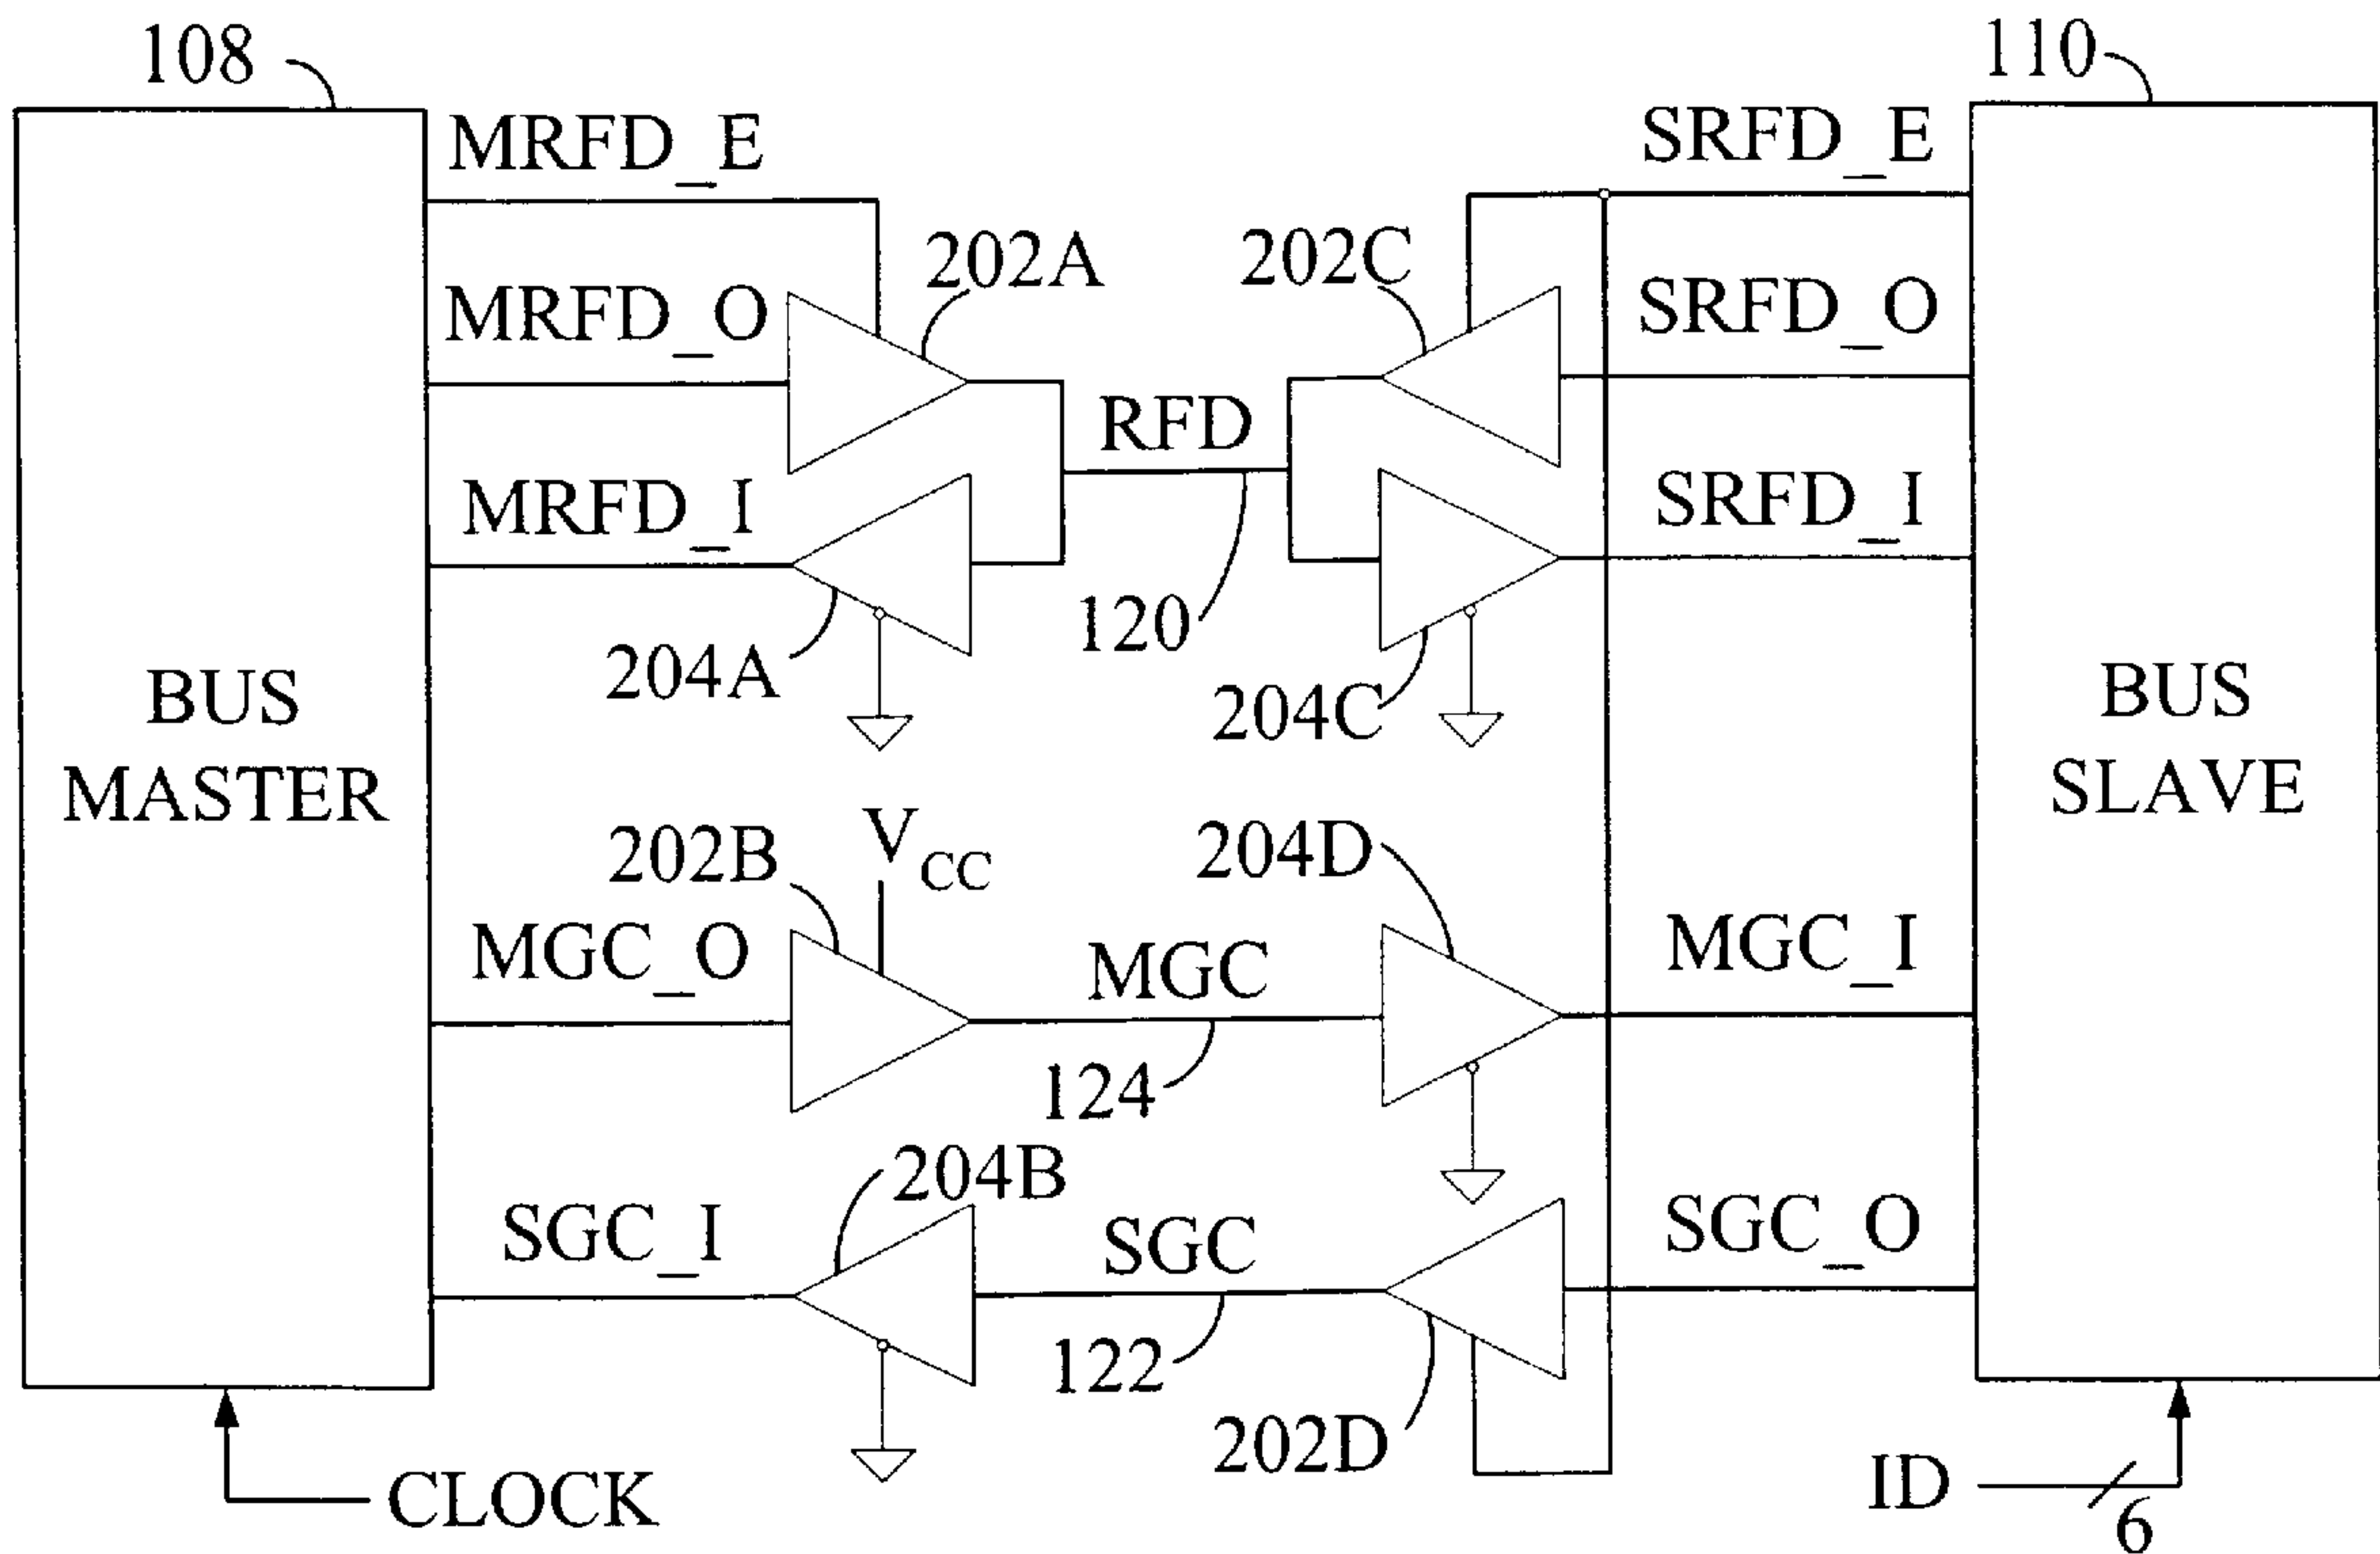 108
110
MRFD_E
SRFD_E
202A
202C
MRFD_O
SRFD_O
RFD
MRFD_I
SRFD_I
120
204A
204C
BUS
MASTER
BUS
SLAVE
202B
VCC
204D
MGC_O
MGC
MGC_I
124
204B
SGC_I
SGC
SGC_O
122
202D
CLOCK
ID
6